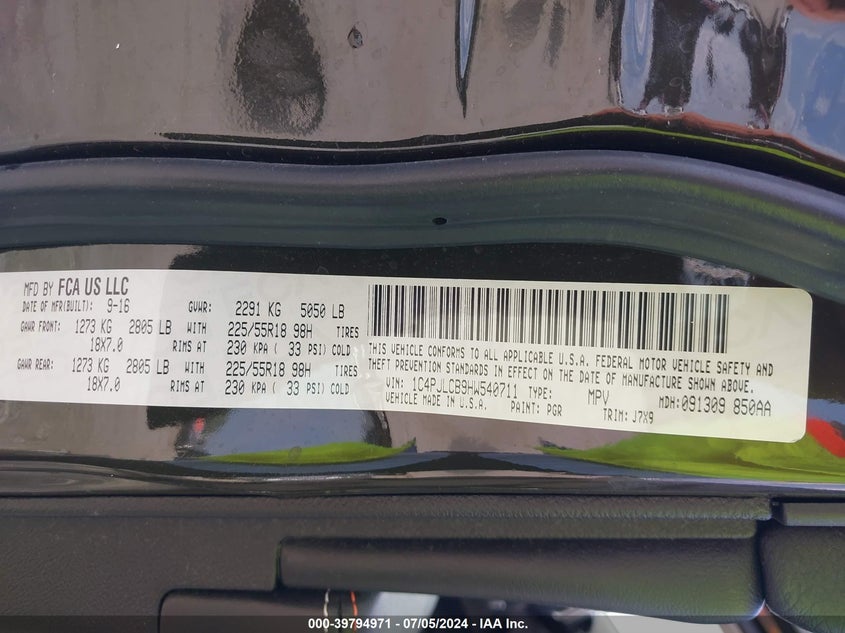 MFD BY FCA US LLC
DATE OF MFR(BUILT): 9-16 GVWR: 2291 KG 5050 LB
GAWR FRONT: 1273 KG 2805 LB WITH 225/55R18 98H TIRES
18X7.0 RIMS AT 230 KPA ( 33 PSI) COLD
GAWR REAR: 1273 KG 2805 LB WITH 225/55R18 98H TIRES
18X7.0 RIMS AT 230 KPA ( 33 PSI) COLD
THIS VEHICLE CONFORMS TO ALL APPLICABLE U.S.A. FEDERAL MOTOR VEHICLE SAFETY AND
THEFT PREVENTION STANDARDS IN EFFECT ON THE DATE OF MANUFACTURE SHOWN ABOVE.
VIN: 1C4PJLCB9HW540711 TYPE: MPV MDH:091309 850AA
VEHICLE MADE IN U.S.A. PAINT: PGR TRIM: J7X9
000-39794971 - 07/05/2024 - IAA Inc.